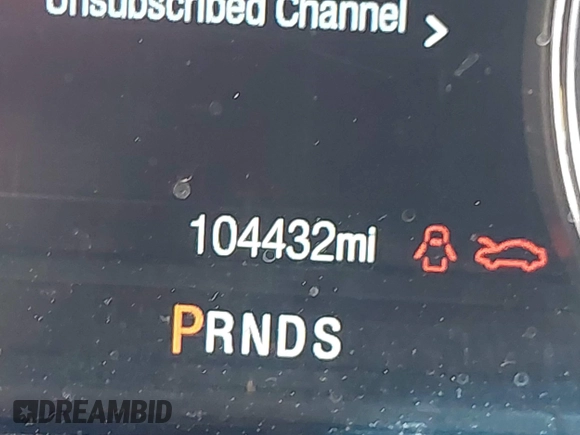 Unsubscribed Channel
104432mi
PRNDS
DREAMBID